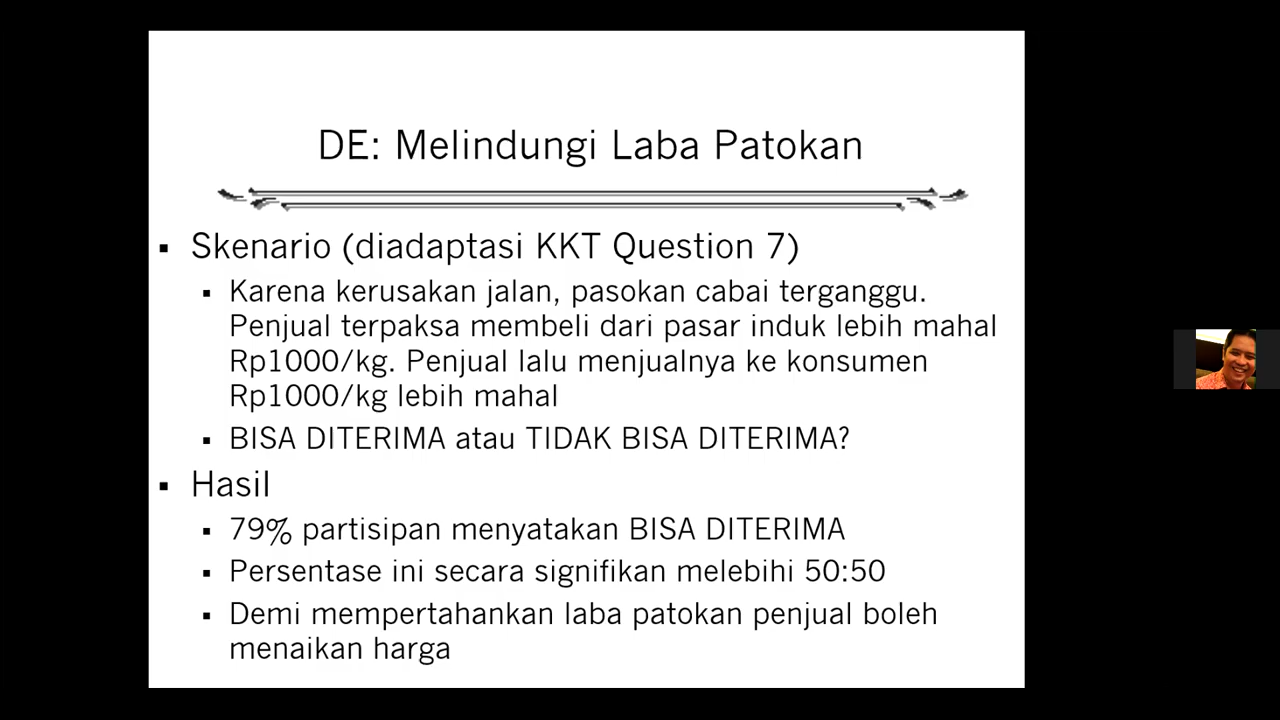 DE: Melindungi Laba Patokan
▪ Skenario (diadaptasi KKT Question 7)
▪ Karena kerusakan jalan, pasokan cabai terganggu.
Penjual terpaksa membeli dari pasar induk lebih mahal
Rp1000/kg. Penjual lalu menjualnya ke konsumen
Rp1000/kg lebih mahal
▪ BISA DITERIMA atau TIDAK BISA DITERIMA?
▪ Hasil
▪ 79% partisipan menyatakan BISA DITERIMA
▪ Persentase ini secara signifikan melebihi 50:50
▪ Demi mempertahankan laba patokan penjual boleh
menaikan harga